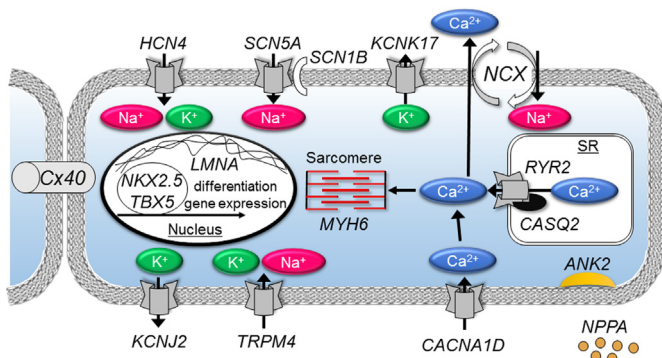 Ca²⁺
HCN4
SCN5A
SCN1B
KCNK17
NCX
Na⁺
K⁺
Na⁺
K⁺
Na⁺
SR
LMNA
Sarcomere
RYR2
Cx40
NKX2.5
differentiation
Ca²⁺
Ca²⁺
TBX5
gene expression
MYH6
CASQ2
Nucleus
K⁺
K⁺
Na⁺
Ca²⁺
ANK2
KCNJ2
TRPM4
CACNA1D
NPPA